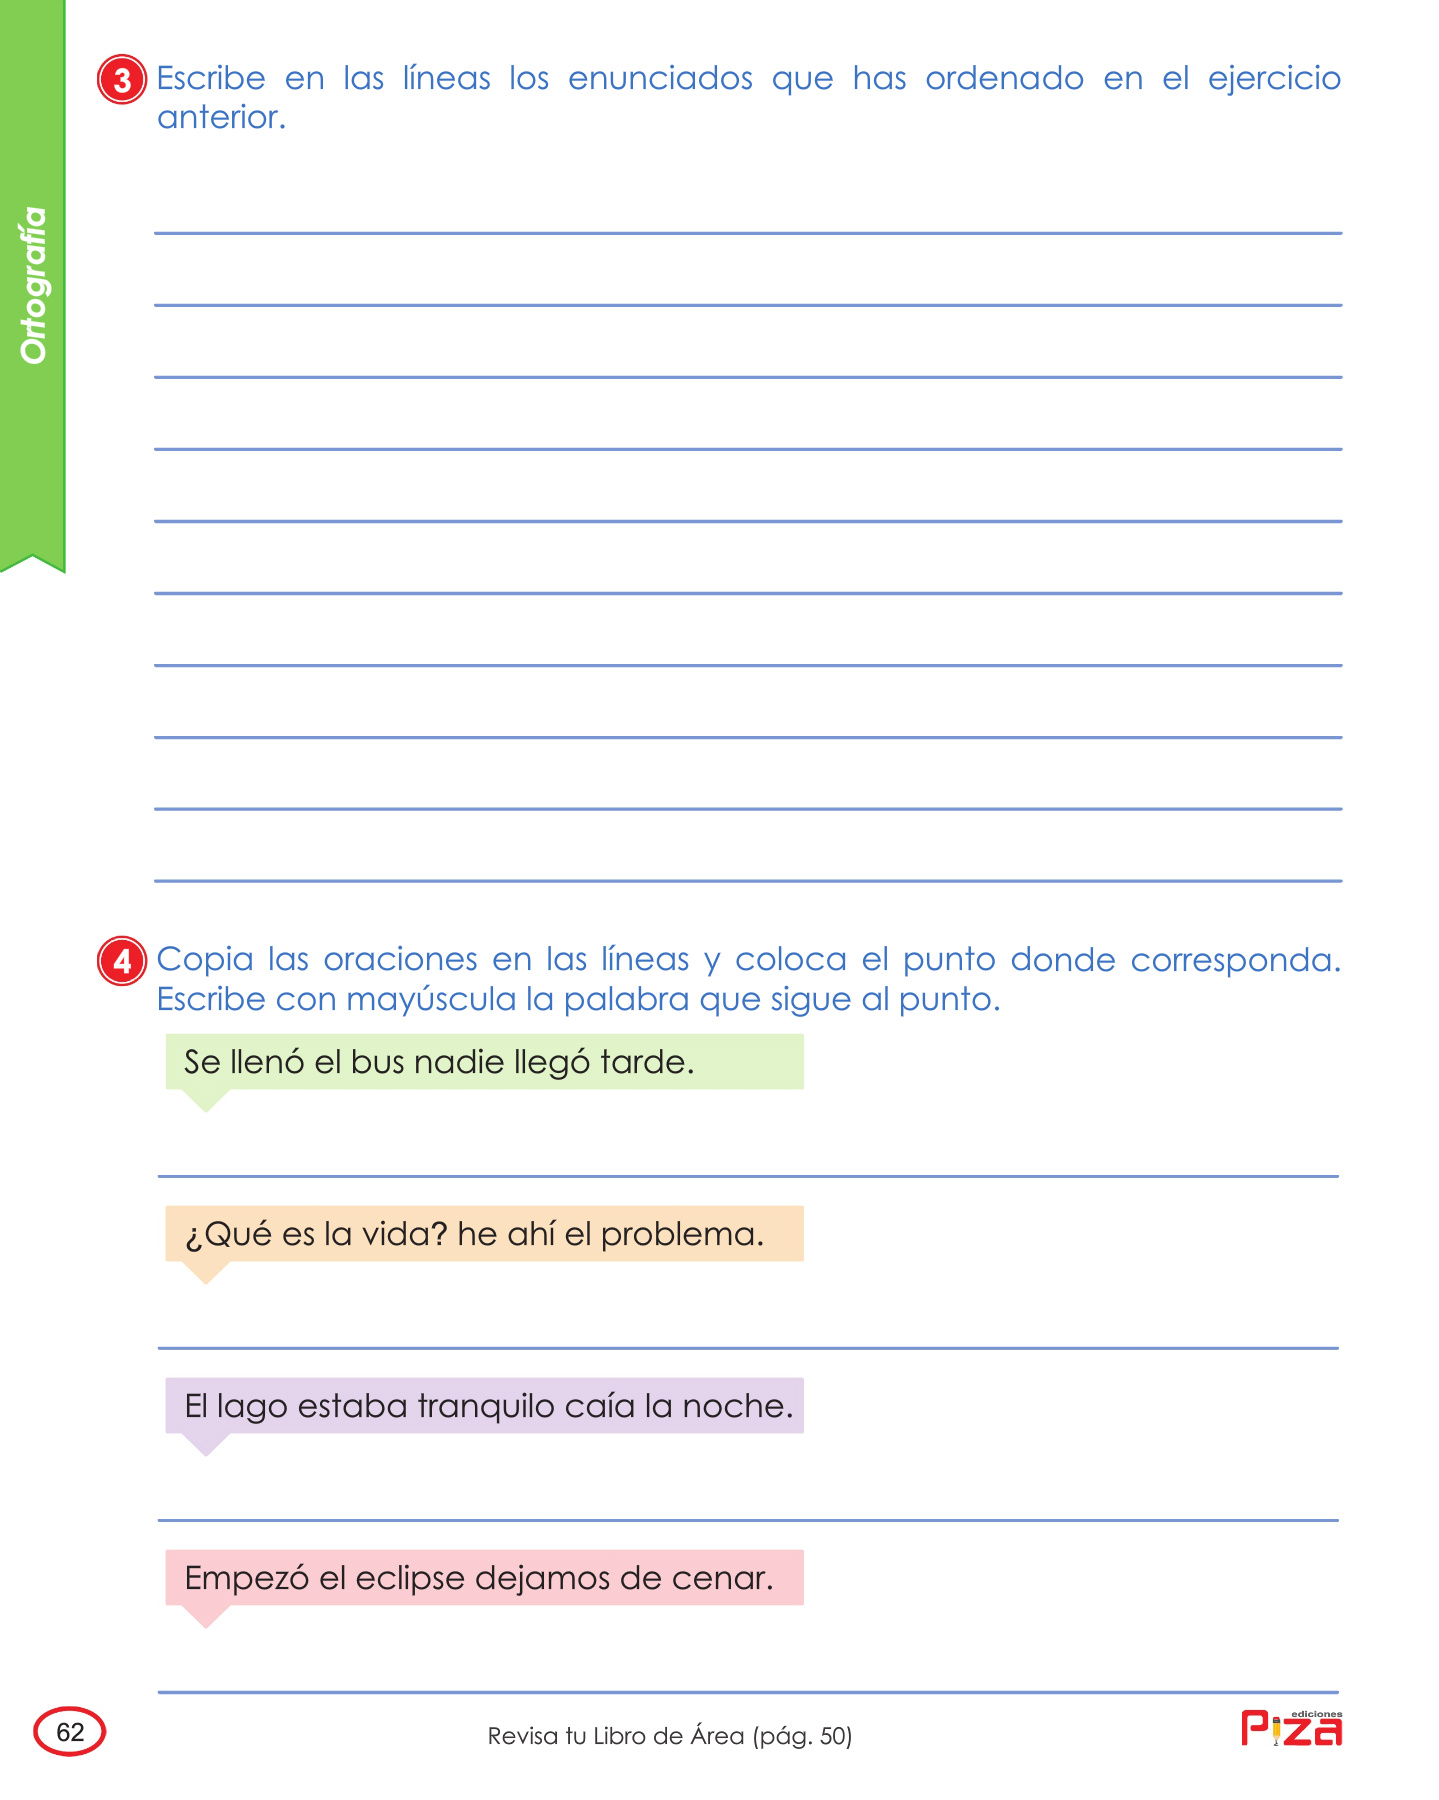 Ortografía
3 Escribe en las líneas los enunciados que has ordenado en el ejercicio
anterior.
4 Copia las oraciones en las líneas y coloca el punto donde corresponda.
Escribe con mayúscula la palabra que sigue al punto.
Se llenó el bus nadie llegó tarde.
¿Qué es la vida? he ahí el problema.
El lago estaba tranquilo caía la noche.
Empezó el eclipse dejamos de cenar.
62
Revisa tu Libro de Área (pág. 50)
ediciones
Piza